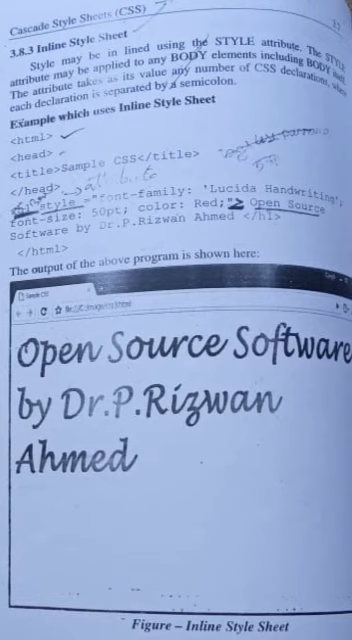 Cascade Style Sheets (CSS)
3.8.3 Inline Style Sheet
Style may be in lined using the STYLE attribute. The STYLE
attribute may be applied to any BODY elements including BODY itself.
The attribute takes as its value any number of CSS declarations, where
each declaration is separated by a semicolon.
Example which uses Inline Style Sheet
<html>
<head>
<title>Sample CSS</title>
</head> attribute
style ="font-family: 'Lucida Handwriting';
font-size: 50pt; color: Red;"> Open Source
Software by Dr.P.Rizwan Ahmed </h1>
</html>
The output of the above program is shown here:
Sample CSS
Open Source Software
by Dr.P.Rizwan
Ahmed
Figure – Inline Style Sheet